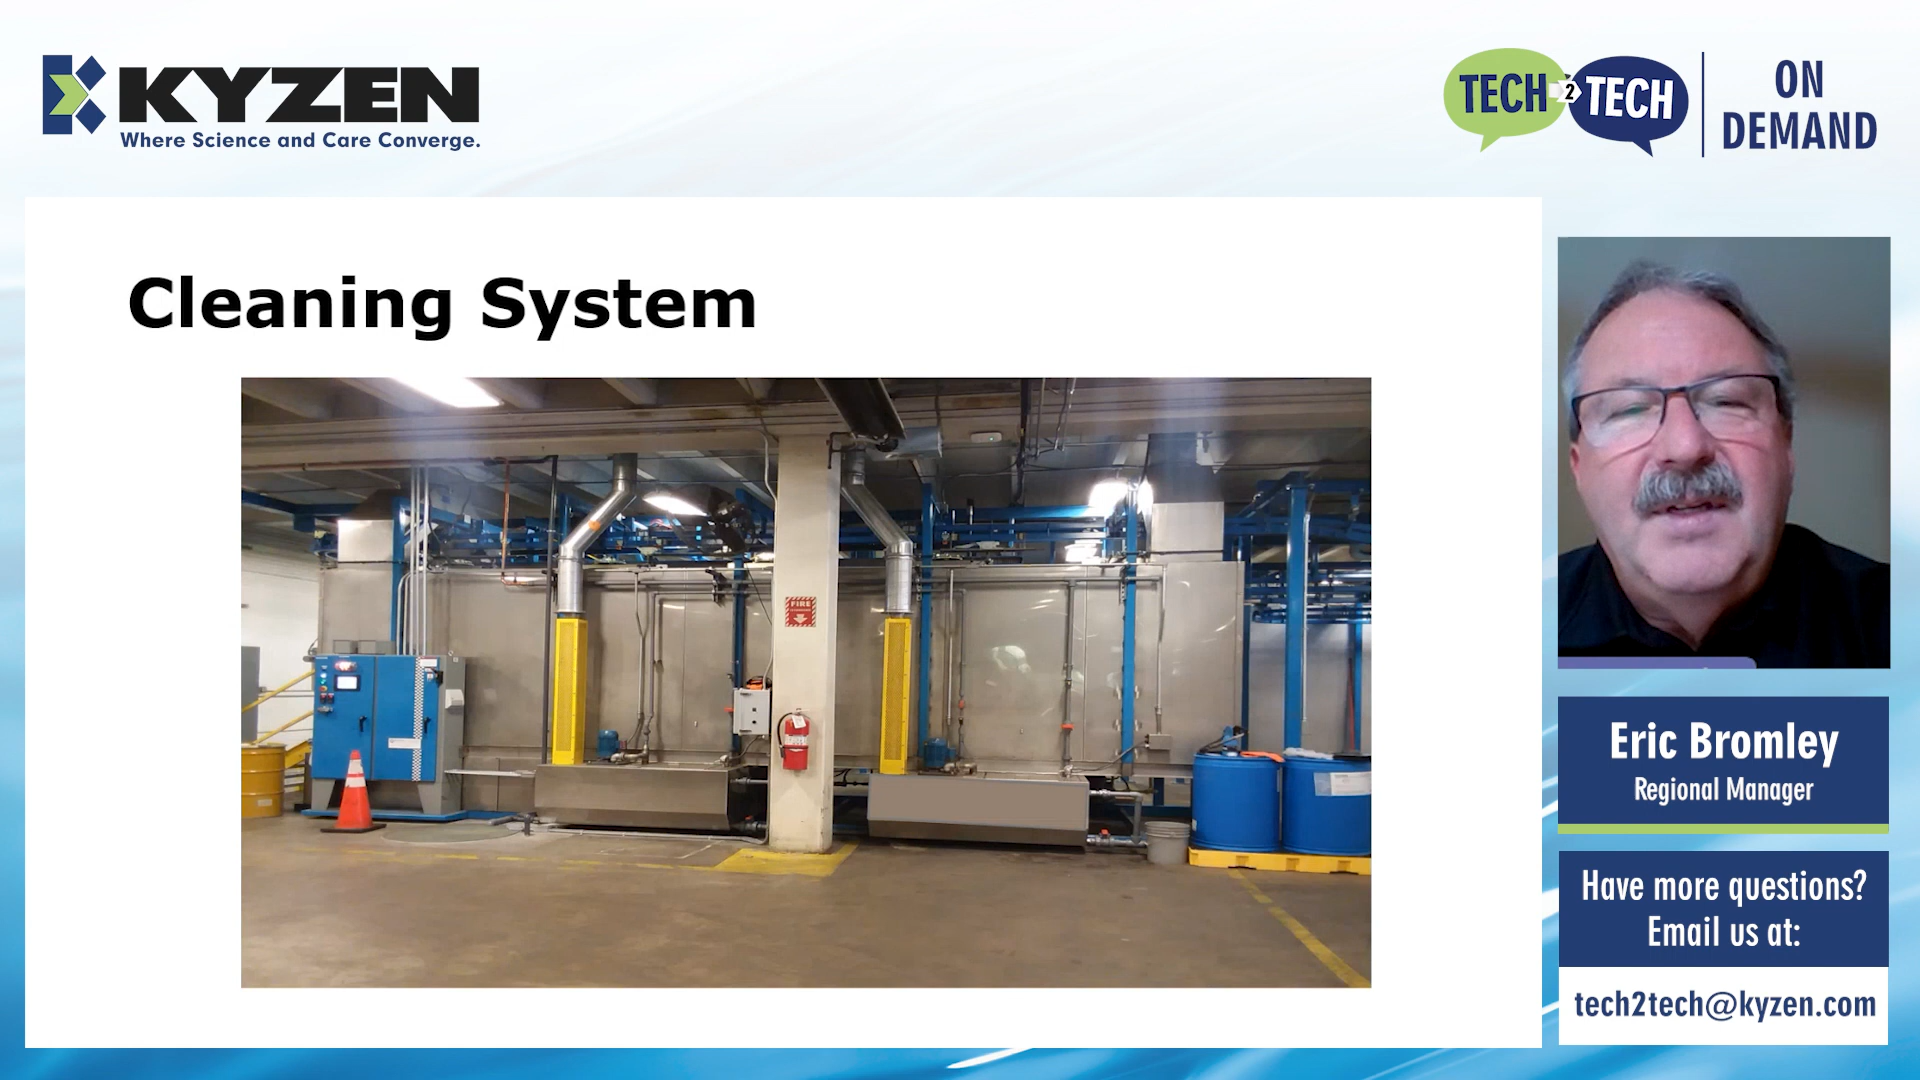 KYZEN
Where Science and Care Converge.
TECH 2 TECH
ON
DEMAND
Cleaning System
FIRE
Eric Bromley
Regional Manager
Have more questions?
Email us at:
tech2tech@kyzen.com